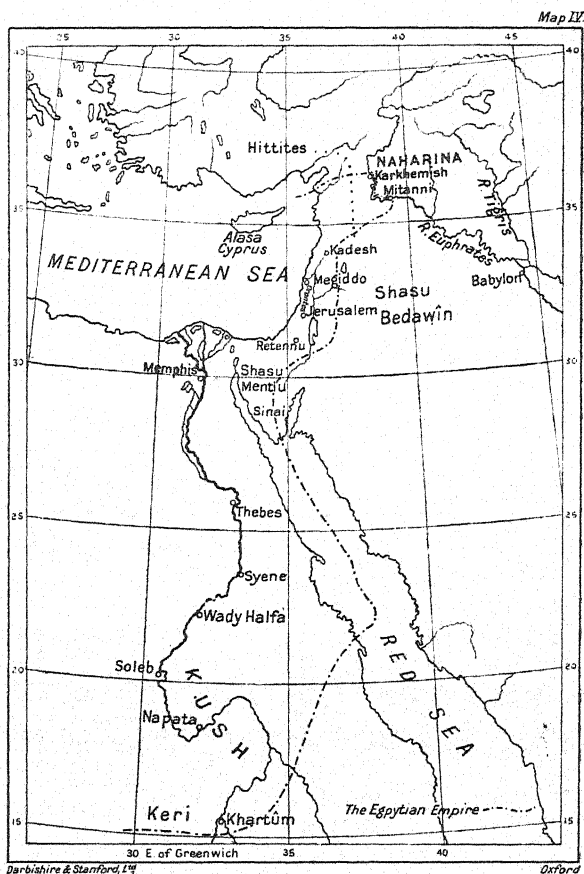 Map IV.
25 30 35 40 45
40 40
Hittites
NAHARINA
Karkhemish
Mitanni
R. Tigris
35 35
Alasa
Cyprus
R. Euphrates
MEDITERRANEAN SEA
Kadesh
Megiddo
Babylon
Shasu
Bedawîn
Jerusalem
Retennu
30 30
Memphis
Shasu
Mentiu
Sinai
Thebes
25 25
Syene
Wady Halfa
Soleb
20 20
KUSH
RED SEA
Napata
Keri
Khartûm
The Egpytian Empire
15 15
30 E. of Greenwich 35 40
Darbishire & Stanford, Ltd.
Oxford